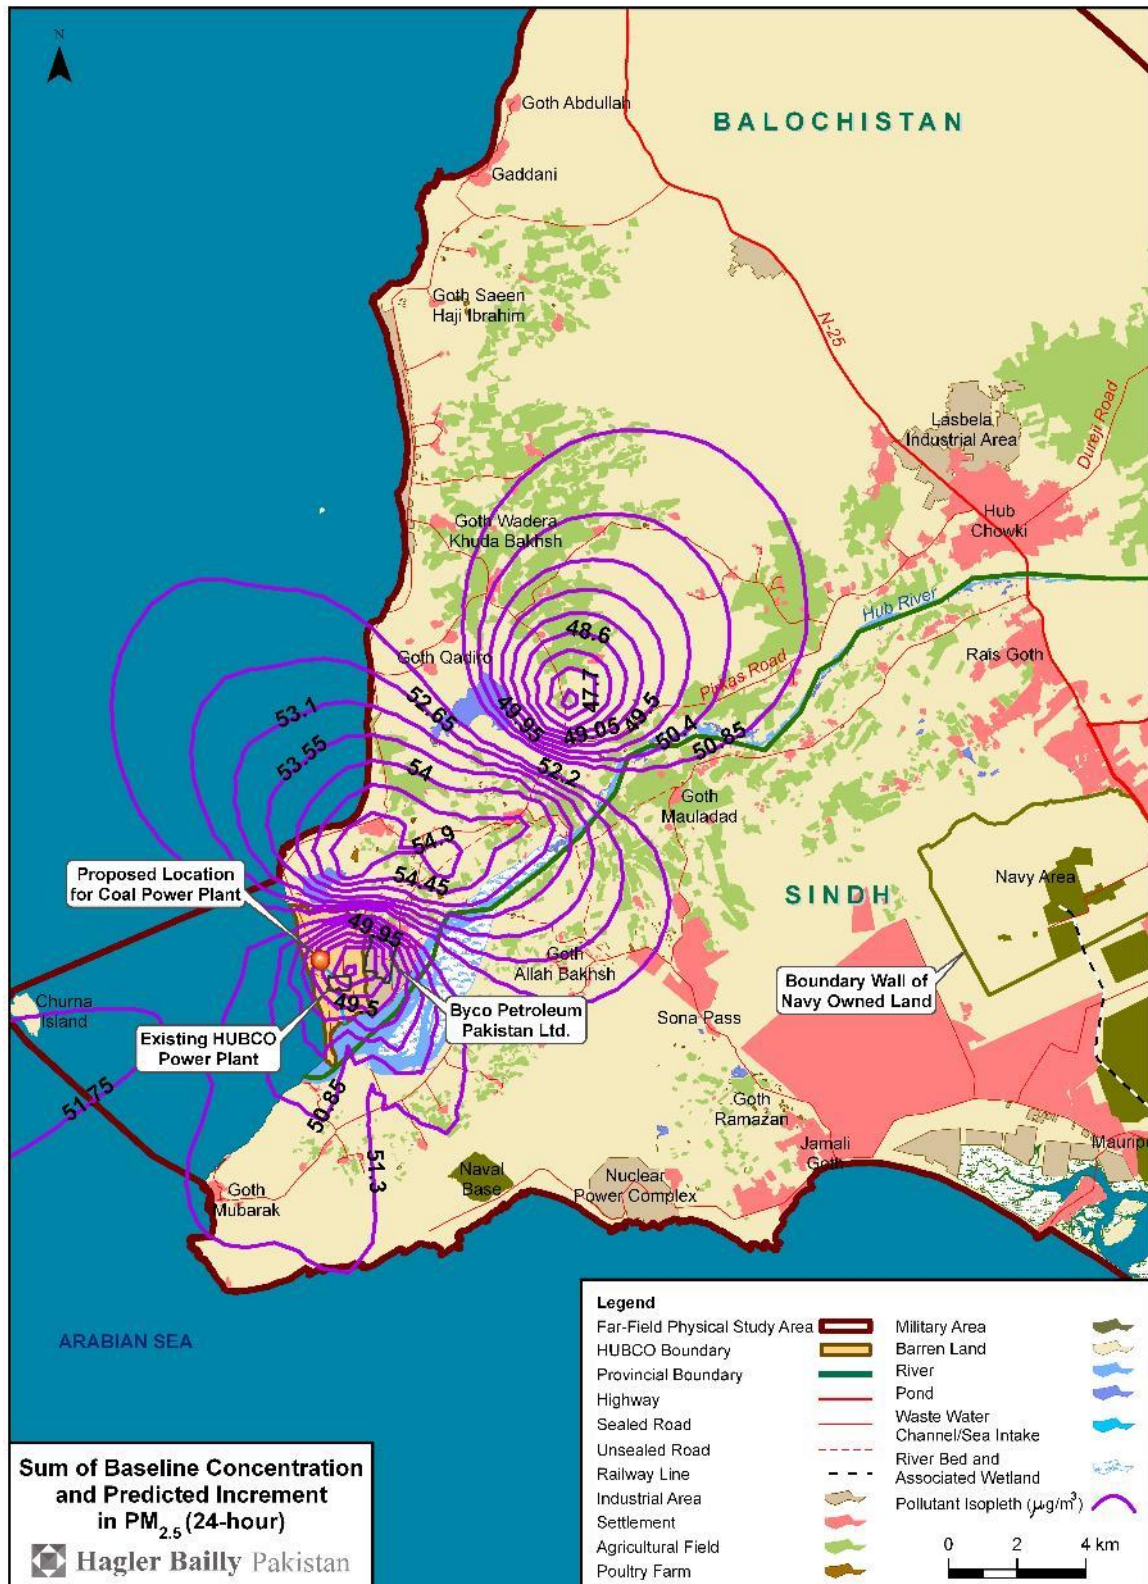 N
Goth Abdullah
BALOCHISTAN
Gaddani
Goth Saeen
Haji Ibrahim
N-25
Lasbela
Industrial Area
Dureji Road
Goth Wadera
Khuda Bakhsh
Hub
Chowki
Hub River
48.6
Goth Qadiro
Pirkas Road
Rais Goth
47.7
53.1
52.65
49.95
49.05
49.5
50.4
50.85
53.55
54
52.2
Goth
Mauladad
54.9
54.45
Proposed Location
for Coal Power Plant
Navy Area
SINDH
49.95
Goth
Allah Bakhsh
Boundary Wall of
Navy Owned Land
Churna
Island
49.5
Byco Petroleum
Pakistan Ltd.
Sona Pass
Existing HUBCO
Power Plant
51.75
50.85
Goth
Ramazan
Jamali
Goth
Mauripu
51.3
Naval
Base
Nuclear
Power Complex
Goth
Mubarak
ARABIAN SEA
Legend
Far-Field Physical Study Area
HUBCO Boundary
Provincial Boundary
Highway
Sealed Road
Unsealed Road
Railway Line
Industrial Area
Settlement
Agricultural Field
Poultry Farm
Military Area
Barren Land
River
Pond
Waste Water
Channel/Sea Intake
River Bed and
Associated Wetland
Pollutant Isopleth (μg/m³)
0 2 4 km
Sum of Baseline Concentration
and Predicted Increment
in PM2.5 (24-hour)
Hagler Bailly Pakistan